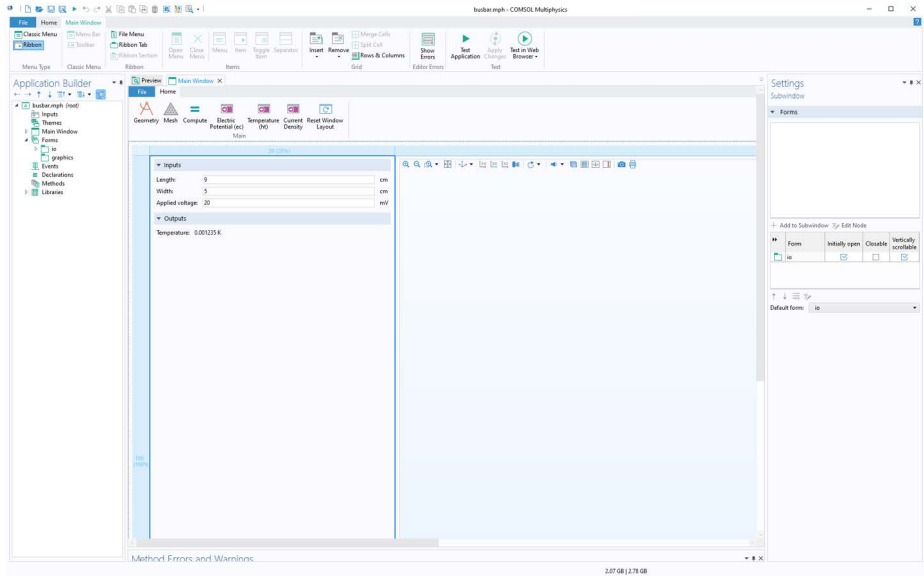 busbar.mph - COMSOL Multiphysics
File Home Main Window
Classic Menu Menu Bar File Menu
Ribbon Toolbar Ribbon Tab
Ribbon Section
Open Menu Close Menu Menu Item Toggle Item Separator
Insert Remove Merge Cells
Split Cell
Rows & Columns
Show Errors Test Application Apply Changes Test in Web Browser
Menu Type Classic Menu Ribbon Items Grid Editor Errors Test
Application Builder
busbar.mph (root)
Inputs
Themes
Main Window
Forms
io
graphics
Events
Declarations
Methods
Libraries
Preview Main Window
File Home
Geometry Mesh Compute Electric Potential (ec) Temperature (ht) Current Density Reset Window Layout
Main
Inputs
Length: 9 cm
Width: 5 cm
Applied voltage: 20 mV
Outputs
Temperature: 0.001235 K
Method Errors and Warnings
Settings
Subwindow
Forms
Add to Subwindow Edit Node
Form Initially open Closable Vertically scrollable
io
Default form: io
2.07 GB | 2.78 GB